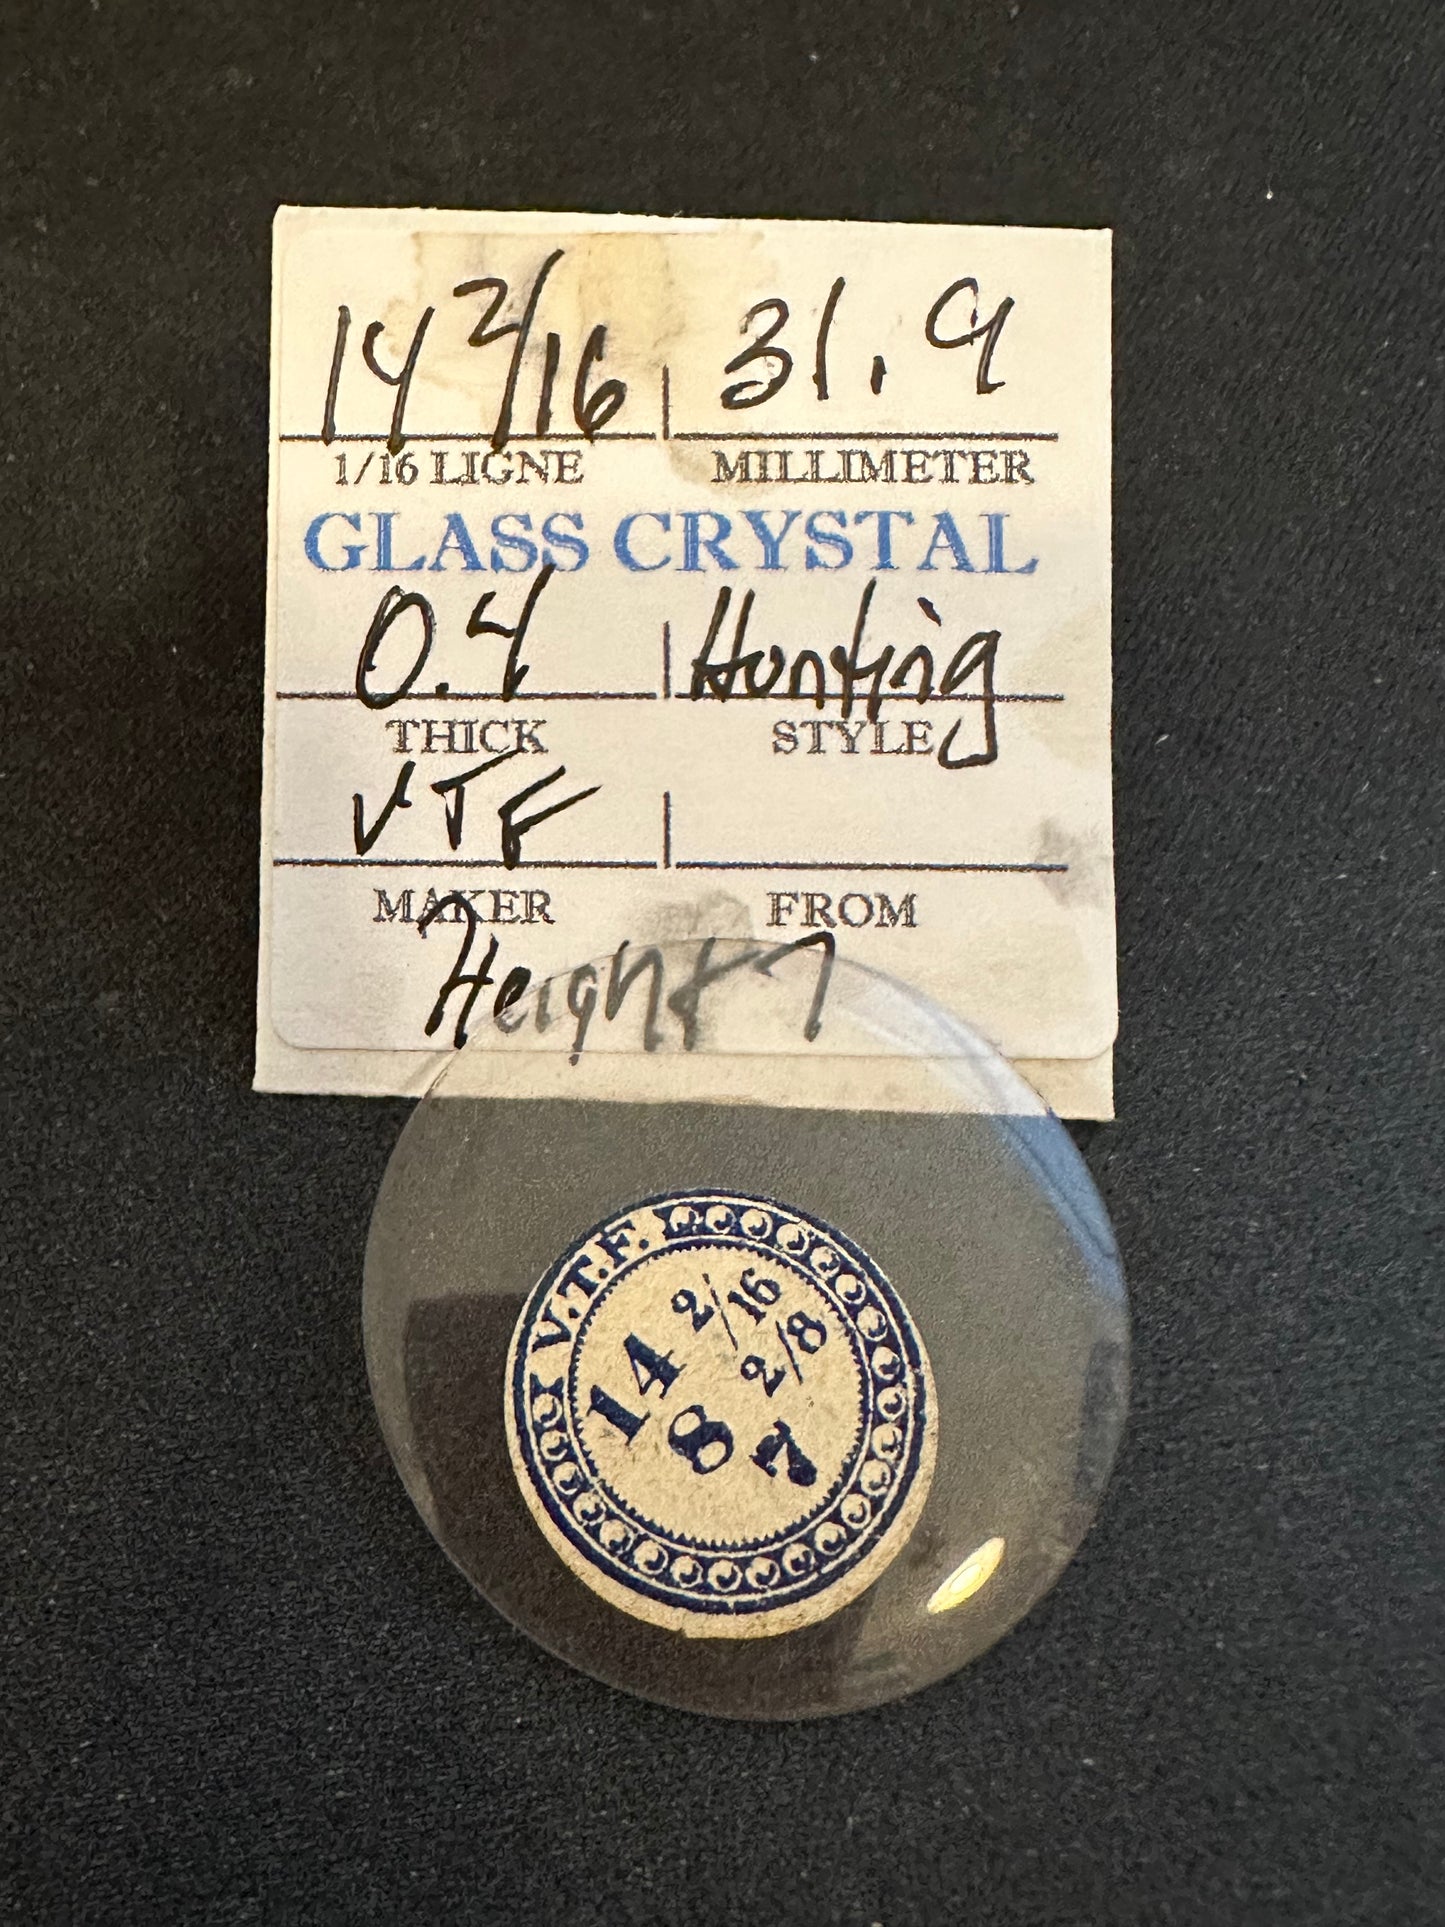 14 2/16 31.9
1/16 LIGNE MILLIMETER
GLASS CRYSTAL
0.4 Hunting
THICK STYLE
VTF
MAKER FROM
Height 7
V.T.F.
14 2/16
8 2/8
7